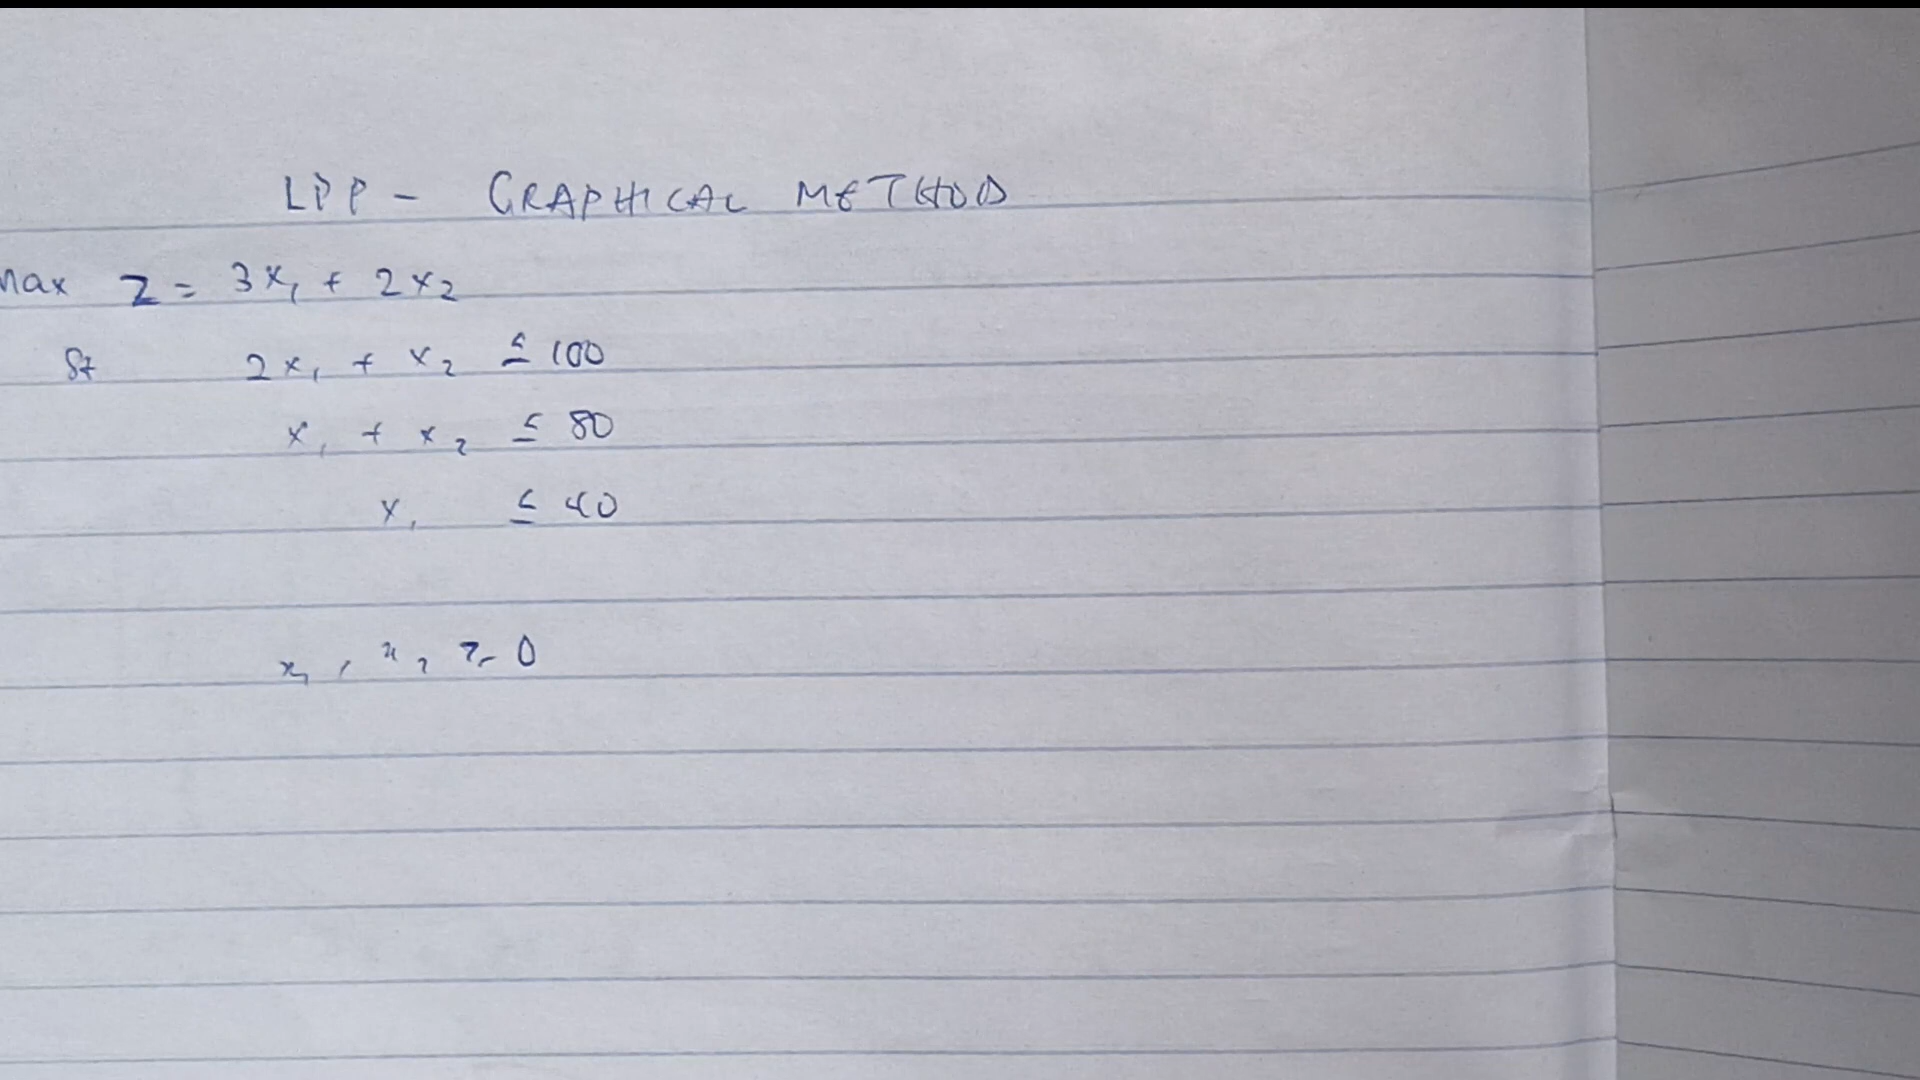 LPP - GRAPHICAL METHOD
Max Z = 3x₁ + 2x₂
St 2x₁ + x₂ ≤ 100
x₁ + x₂ ≤ 80
x₁ ≤ 40
x₁, x₂ ≥ 0